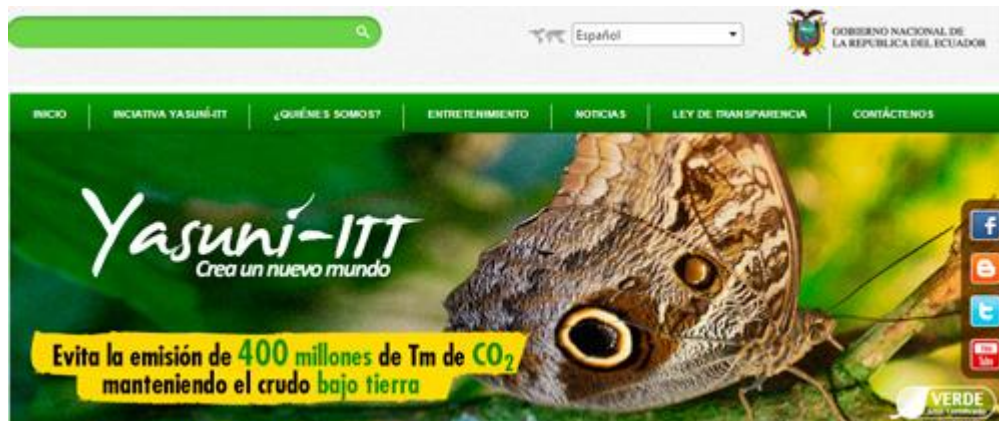 Español
GOBIERNO NACIONAL DE
LA REPUBLICA DEL ECUADOR
INICIO
INICIATIVA YASUNÍ-ITT
¿QUIÉNES SOMOS?
ENTRETENIMIENTO
NOTICIAS
LEY DE TRANSPARENCIA
CONTÁCTENOS
Yasuní-ITT
Crea un nuevo mundo
Evita la emisión de 400 millones de Tm de CO₂
manteniendo el crudo bajo tierra
You
Tube
VERDE